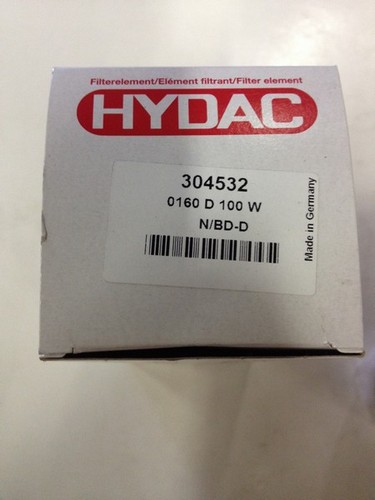 Filterelement/Elément filtrant/Filter element
HYDAC
304532
0160 D 100 W
N/BD-D
Made in Germany